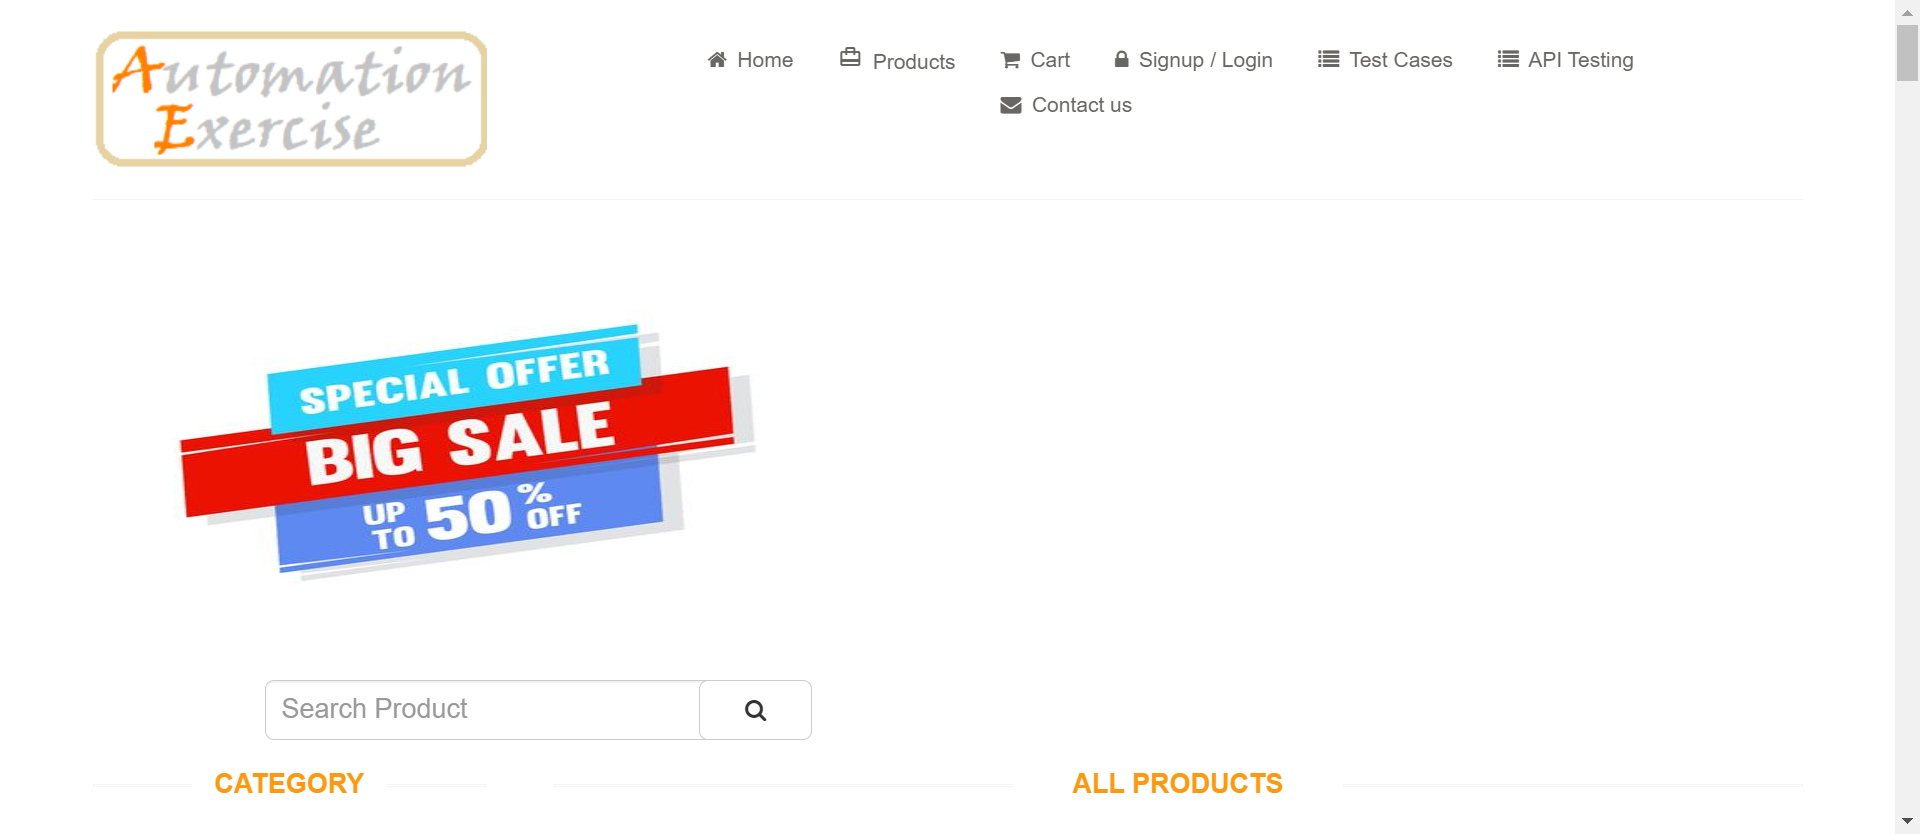 Automation
Exercise
Home Products Cart Signup / Login Test Cases API Testing
Contact us
SPECIAL OFFER
BIG SALE
UP TO 50% OFF
Search Product
CATEGORY
ALL PRODUCTS